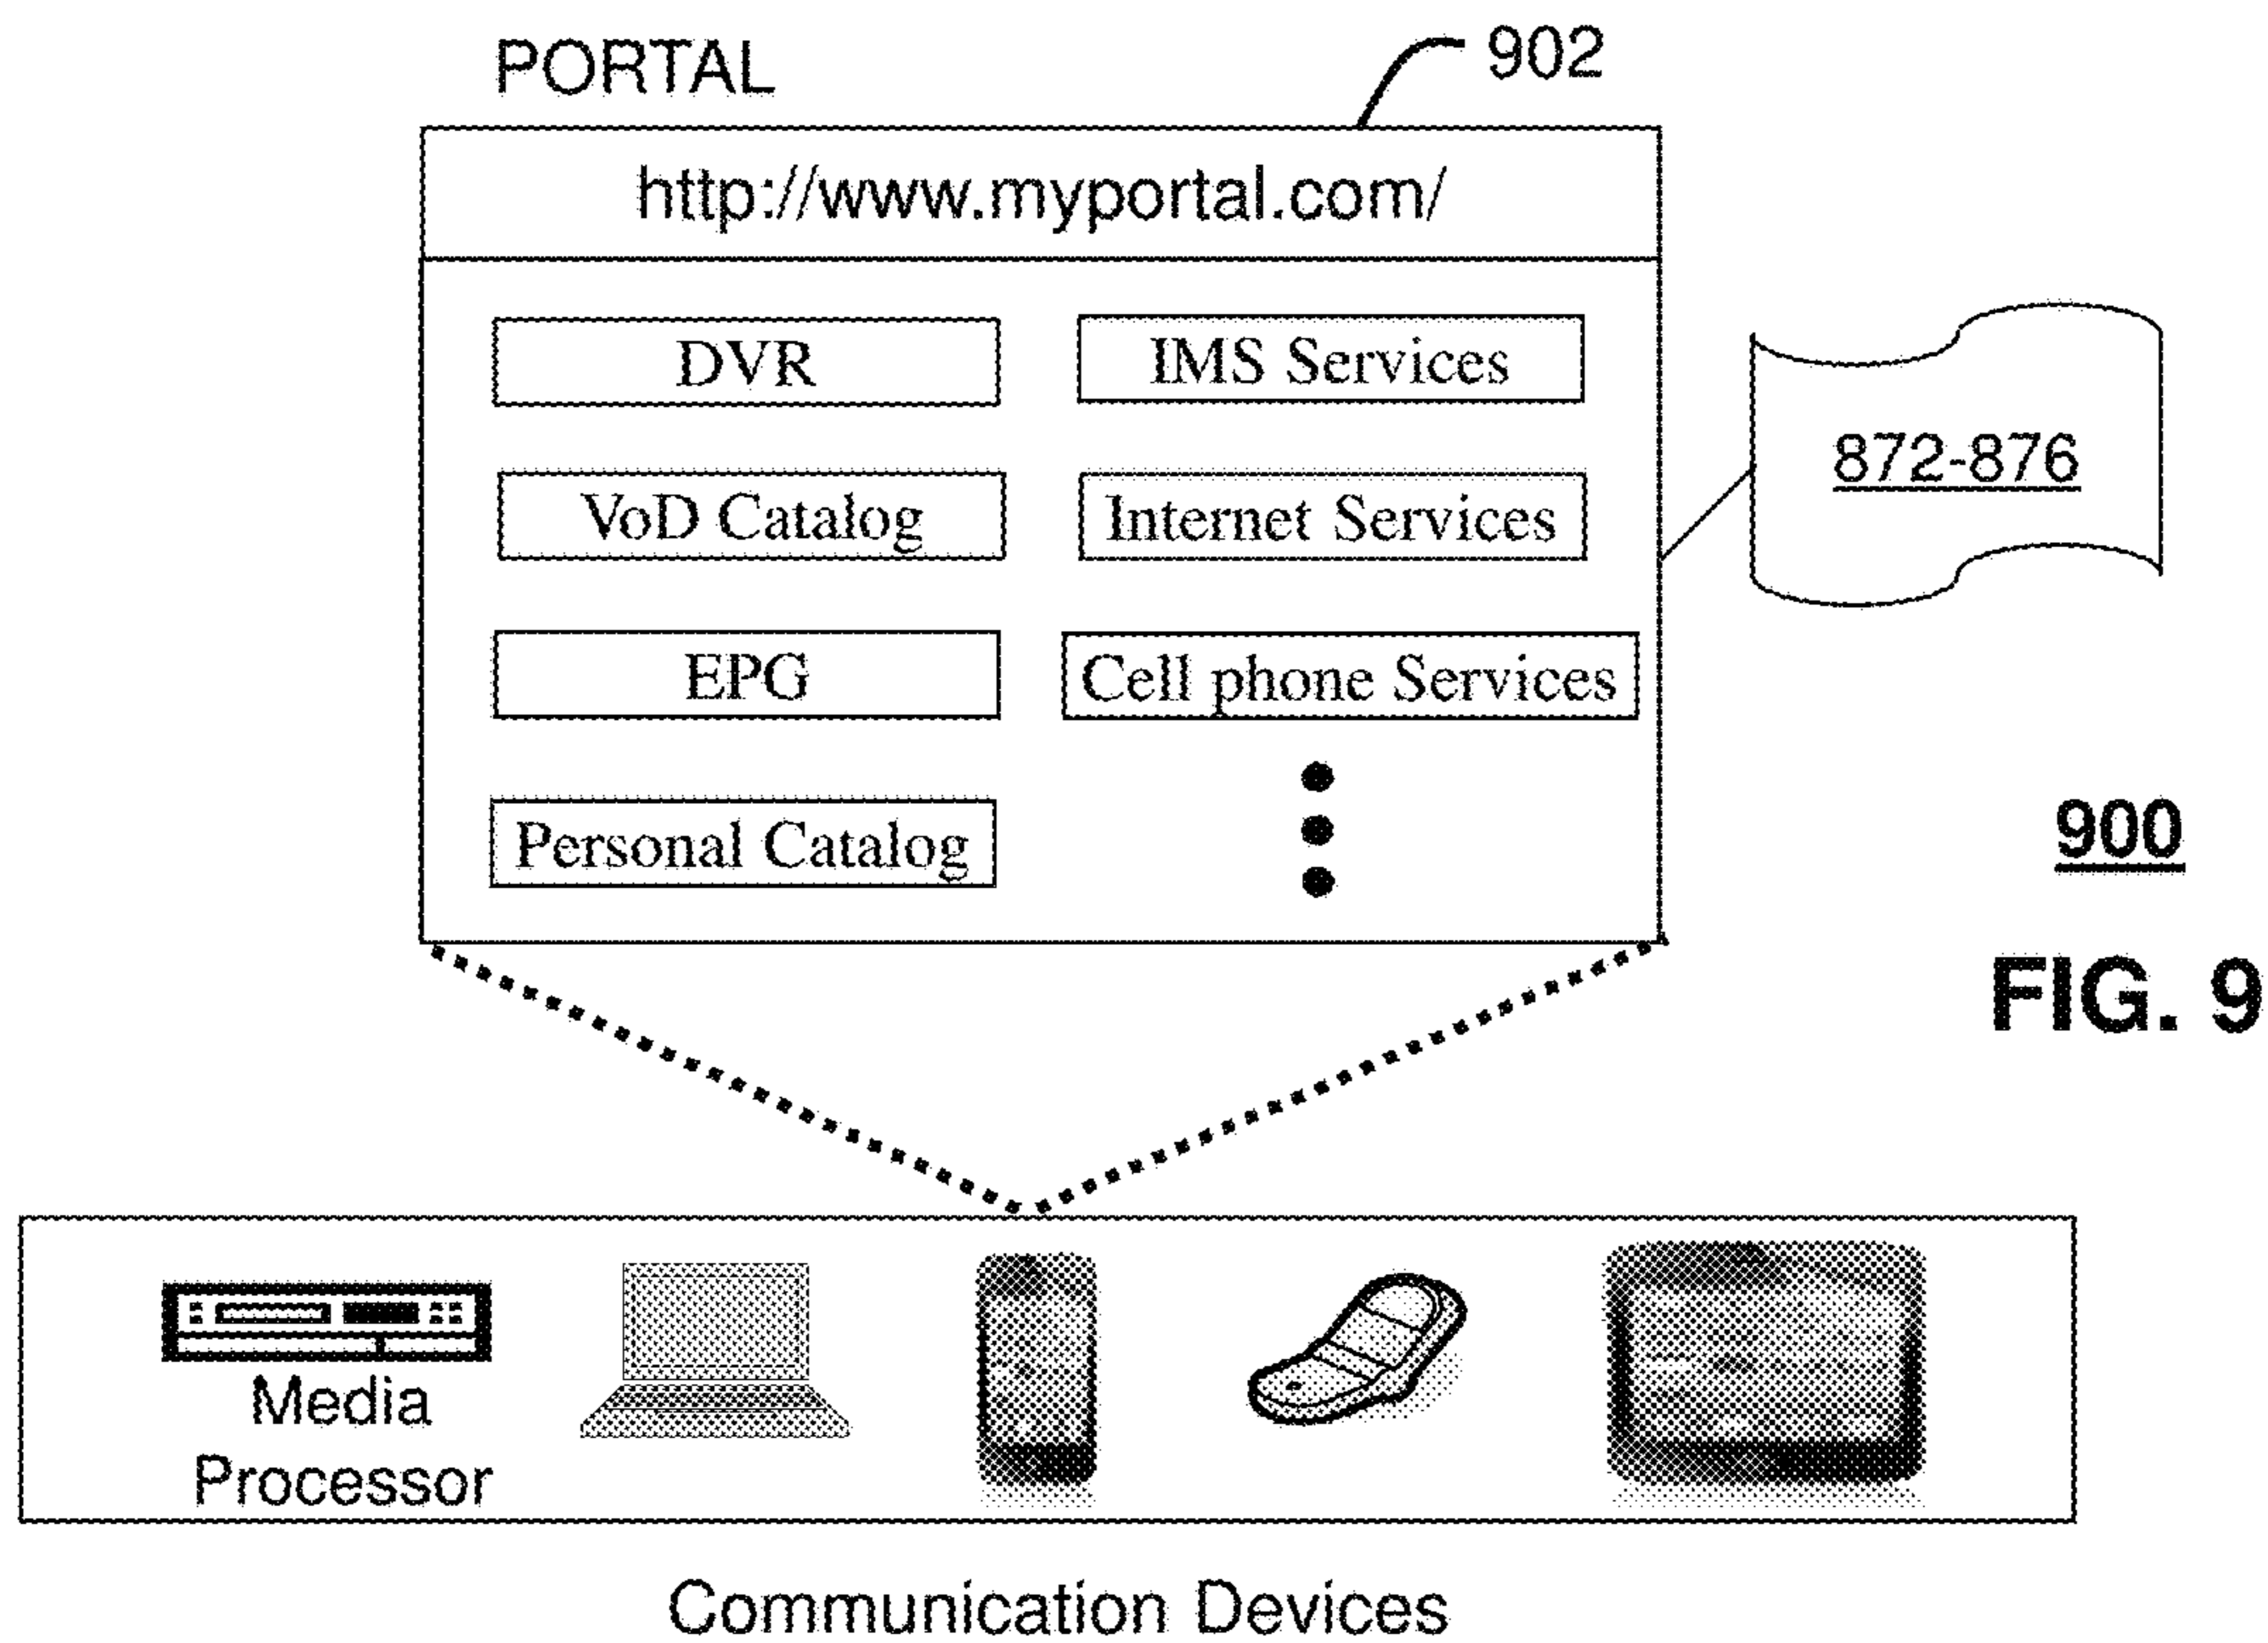 PORTAL
902
http://www.myportal.com/
DVR
IMS Services
VoD Catalog
Internet Services
872-876
EPG
Cell phone Services
Personal Catalog
900
FIG. 9
Media
Processor
Communication Devices